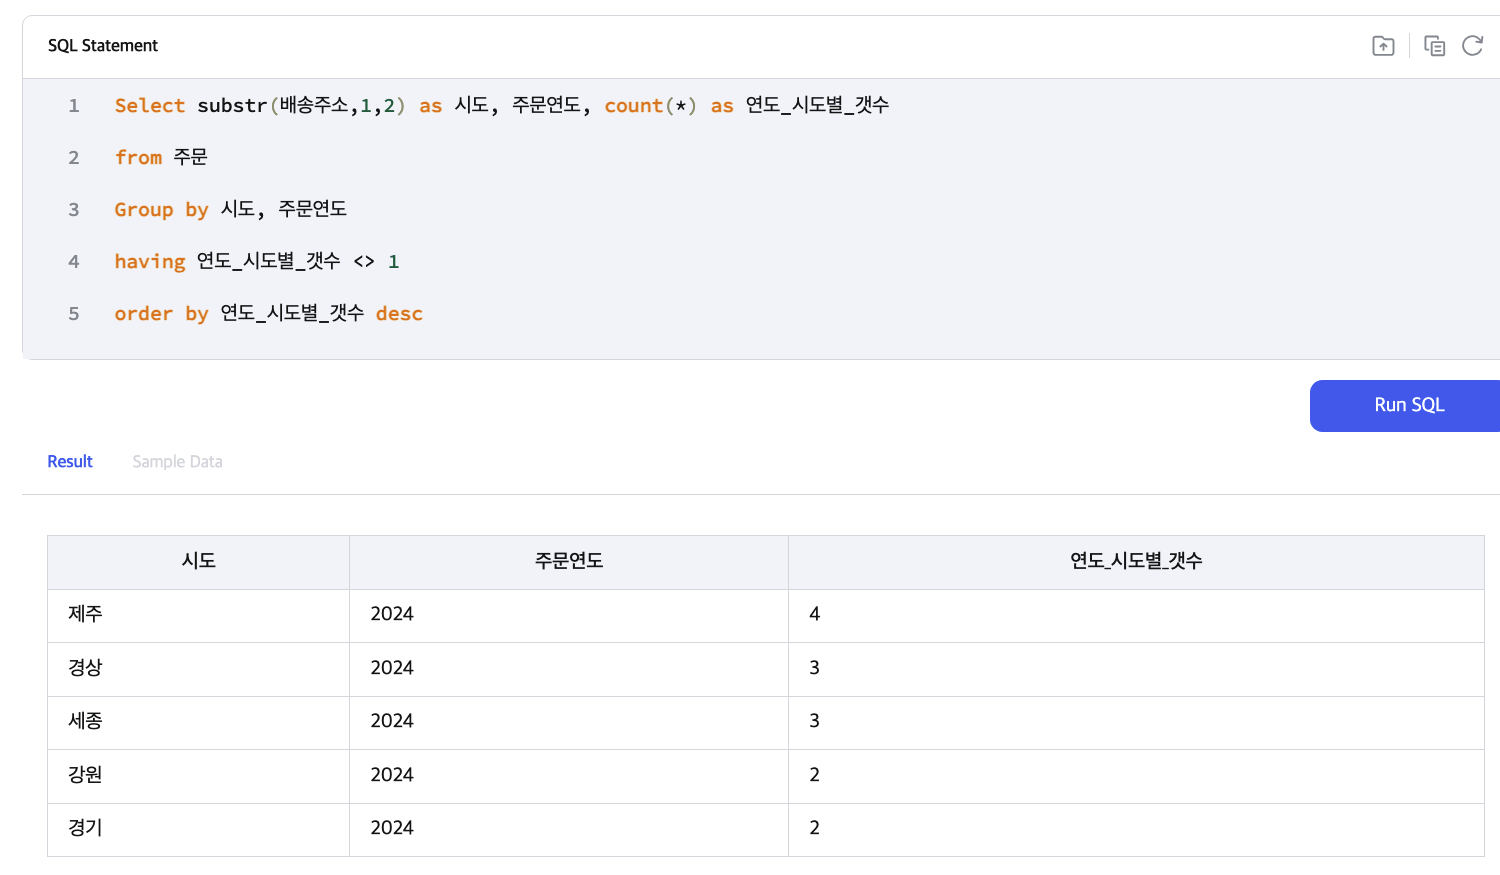 SQL Statement
1 Select substr(배송주소,1,2) as 시도, 주문연도, count(*) as 연도_시도별_갯수
2 from 주문
3 Group by 시도, 주문연도
4 having 연도_시도별_갯수 <> 1
5 order by 연도_시도별_갯수 desc
Run SQL
Result Sample Data
시도 주문연도 연도_시도별_갯수
제주 2024 4
경상 2024 3
세종 2024 3
강원 2024 2
경기 2024 2